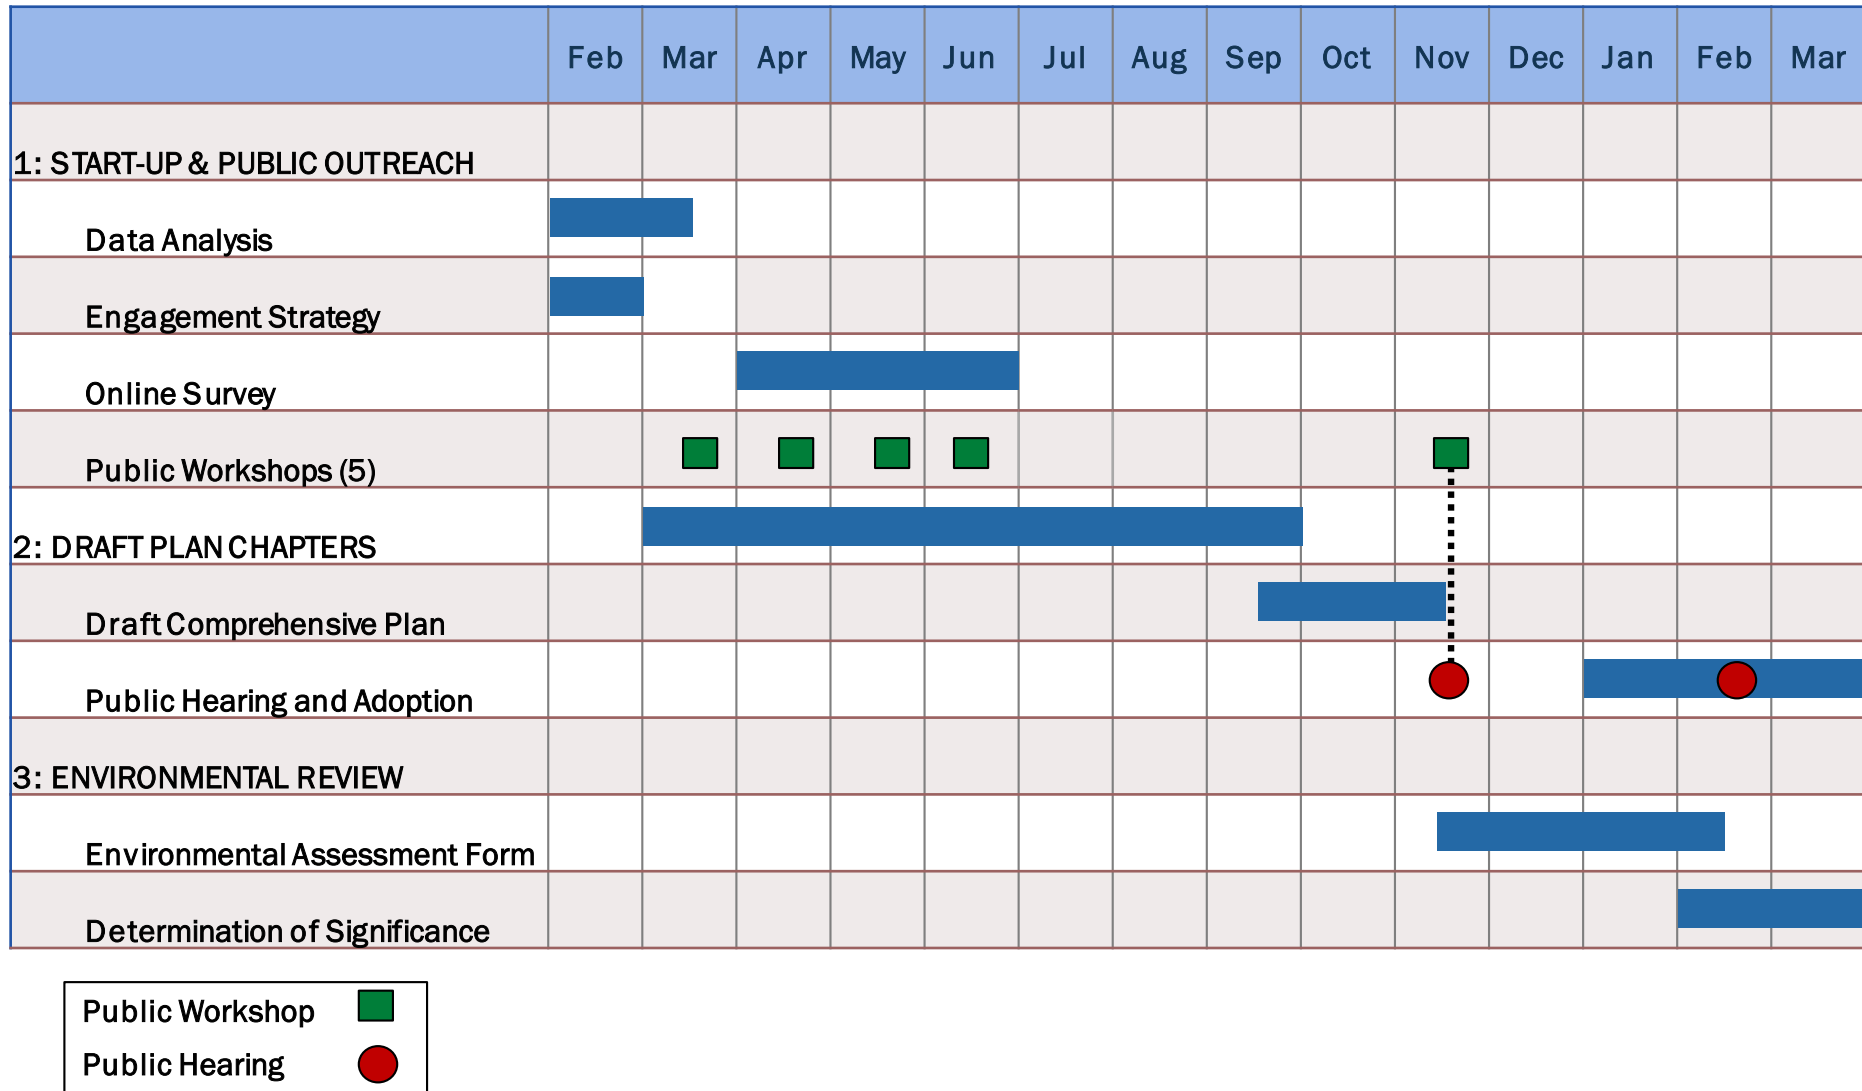 Feb Mar Apr May Jun Jul Aug Sep Oct Nov Dec Jan Feb Mar
1: START-UP & PUBLIC OUTREACH
Data Analysis
Engagement Strategy
Online Survey
Public Workshops (5)
2: DRAFT PLAN CHAPTERS
Draft Comprehensive Plan
Public Hearing and Adoption
3: ENVIRONMENTAL REVIEW
Environmental Assessment Form
Determination of Significance
Public Workshop
Public Hearing